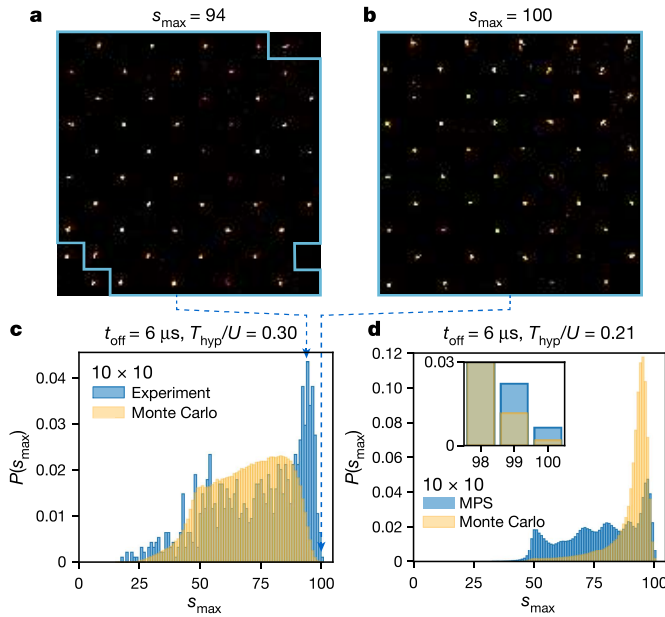 a
s_max = 94
b
s_max = 100
c
t_off = 6 μs, T_hyp/U = 0.30
10 × 10
Experiment
Monte Carlo
P(s_max)
0.04
0.03
0.02
0.01
0
0
25
50
75
100
s_max
d
t_off = 6 μs, T_hyp/U = 0.21
0.03
0
98
99
100
10 × 10
MPS
Monte Carlo
P(s_max)
0.12
0.10
0.08
0.06
0.04
0.02
0
0
25
50
75
100
s_max